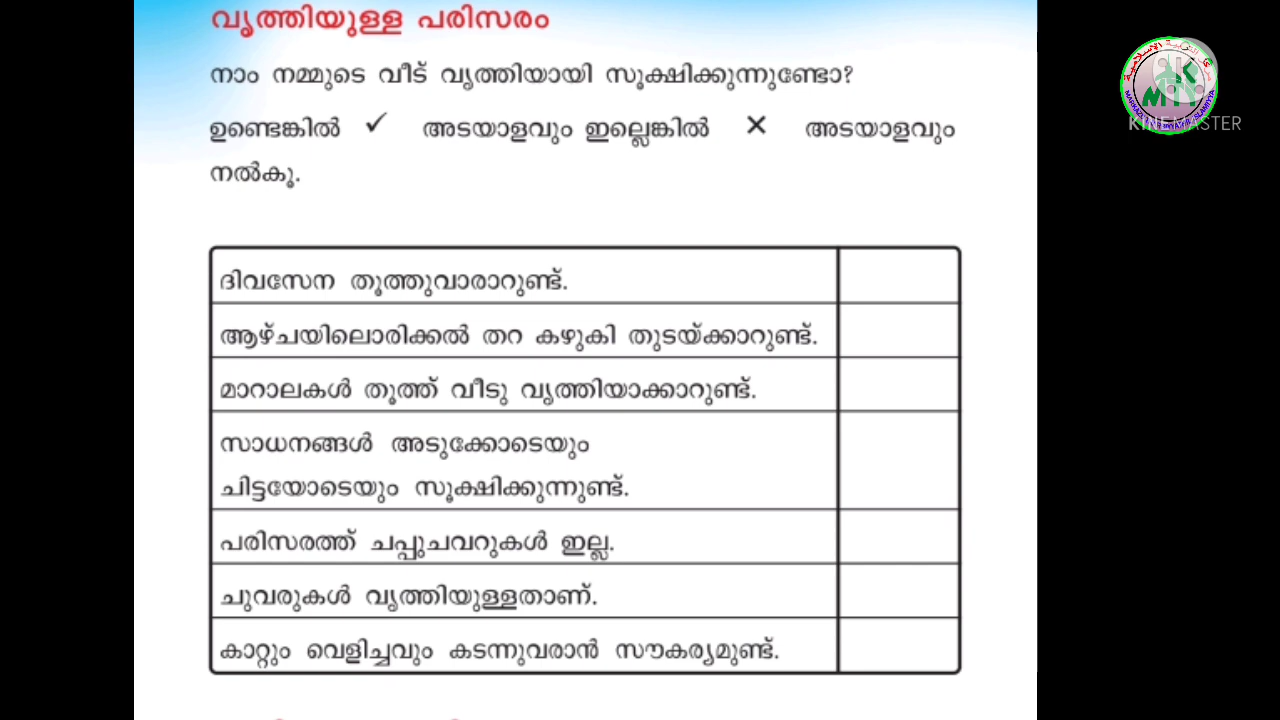 വൃത്തിയുള്ള പരിസരം
നാം നമ്മുടെ വീട് വൃത്തിയായി സൂക്ഷിക്കുന്നുണ്ടോ?
ഉണ്ടെങ്കിൽ ✓ അടയാളവും ഇല്ലെങ്കിൽ ✕ അടയാളവും
നൽകൂ.
ദിവസേന തൂത്തുവാരാറുണ്ട്.
ആഴ്ചയിലൊരിക്കൽ തറ കഴുകി തുടയ്ക്കാറുണ്ട്.
മാറാലകൾ തൂത്ത് വീടു വൃത്തിയാക്കാറുണ്ട്.
സാധനങ്ങൾ അടുക്കോടെയും
ചിട്ടയോടെയും സൂക്ഷിക്കുന്നുണ്ട്.
പരിസരത്ത് ചപ്പുചവറുകൾ ഇല്ല.
ചുവരുകൾ വൃത്തിയുള്ളതാണ്.
കാറ്റും വെളിച്ചവും കടന്നുവരാൻ സൗകര്യമുണ്ട്.
KINEMASTER